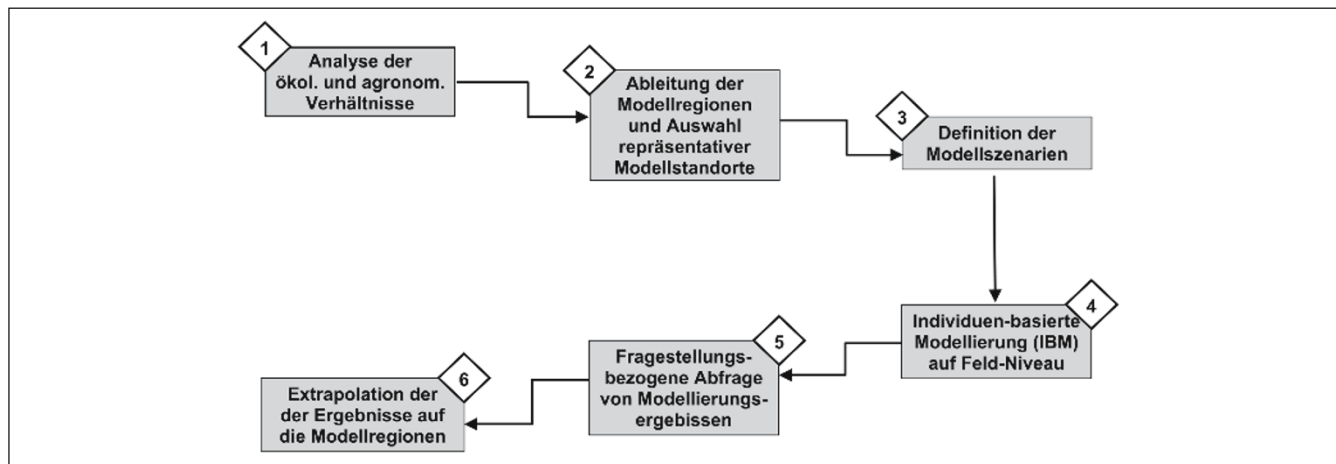 1
Analyse der
ökol. und agronom.
Verhältnisse
2
Ableitung der
Modellregionen
und Auswahl
repräsentativer
Modellstandorte
3
Definition der
Modellszenarien
4
Individuen-basierte
Modellierung (IBM)
auf Feld-Niveau
5
Fragestellungs-
bezogene Abfrage
von Modellierungs-
ergebissen
6
Extrapolation der
der Ergebnisse auf
die Modellregionen